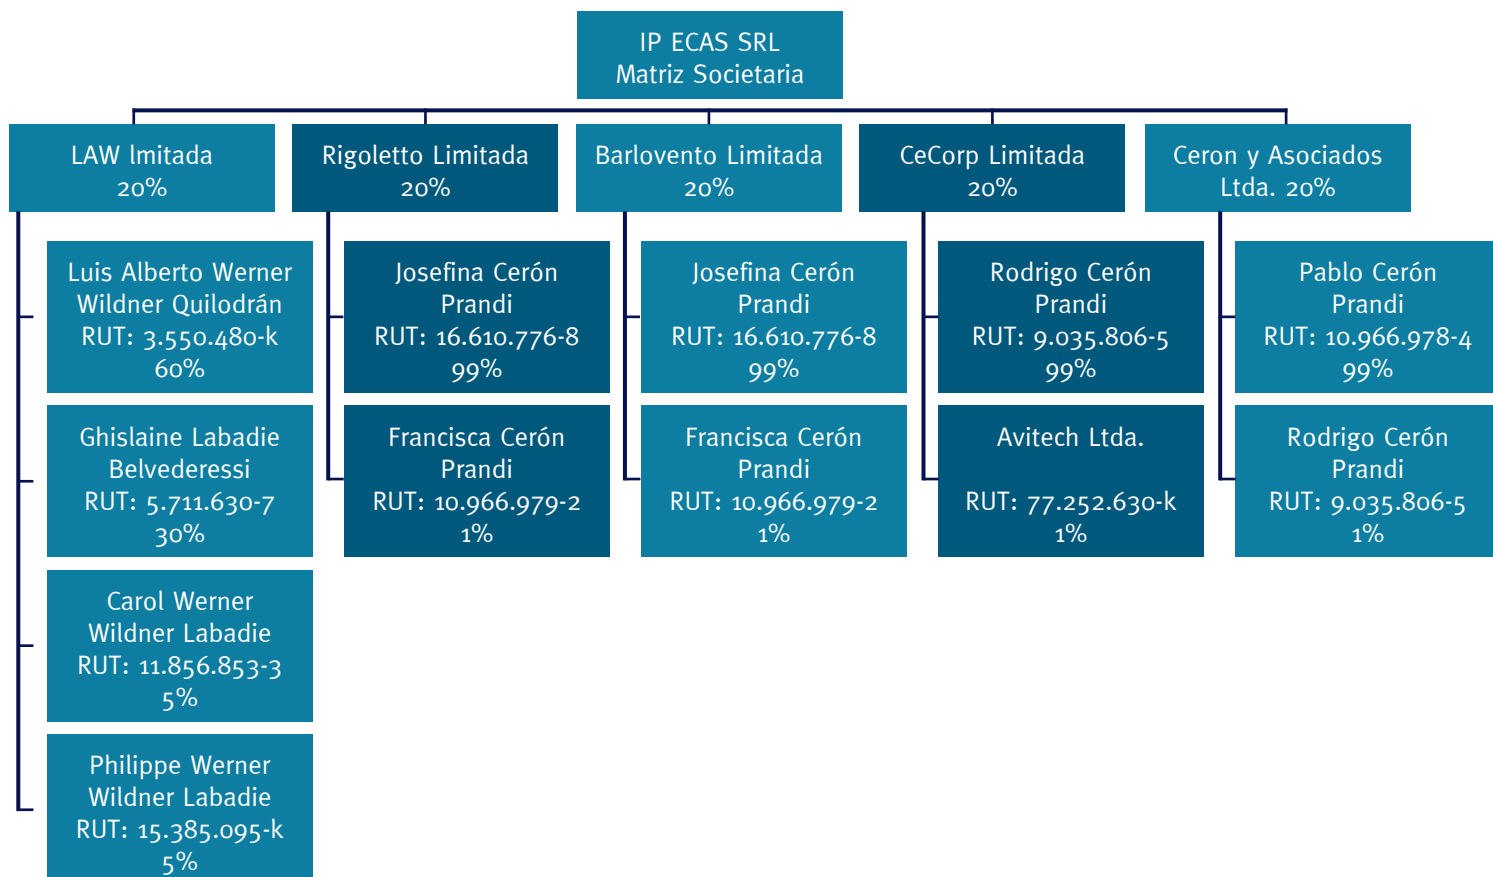 IP ECAS SRL
Matriz Societaria
LAW lmitada
20%
Rigoletto Limitada
20%
Barlovento Limitada
20%
CeCorp Limitada
20%
Ceron y Asociados
Ltda. 20%
Luis Alberto Werner
Wildner Quilodrán
RUT: 3.550.480-k
60%
Ghislaine Labadie
Belvederessi
RUT: 5.711.630-7
30%
Carol Werner
Wildner Labadie
RUT: 11.856.853-3
5%
Philippe Werner
Wildner Labadie
RUT: 15.385.095-k
5%
Josefina Cerón
Prandi
RUT: 16.610.776-8
99%
Francisca Cerón
Prandi
RUT: 10.966.979-2
1%
Josefina Cerón
Prandi
RUT: 16.610.776-8
99%
Francisca Cerón
Prandi
RUT: 10.966.979-2
1%
Rodrigo Cerón
Prandi
RUT: 9.035.806-5
99%
Avitech Ltda.
RUT: 77.252.630-k
1%
Pablo Cerón
Prandi
RUT: 10.966.978-4
99%
Rodrigo Cerón
Prandi
RUT: 9.035.806-5
1%